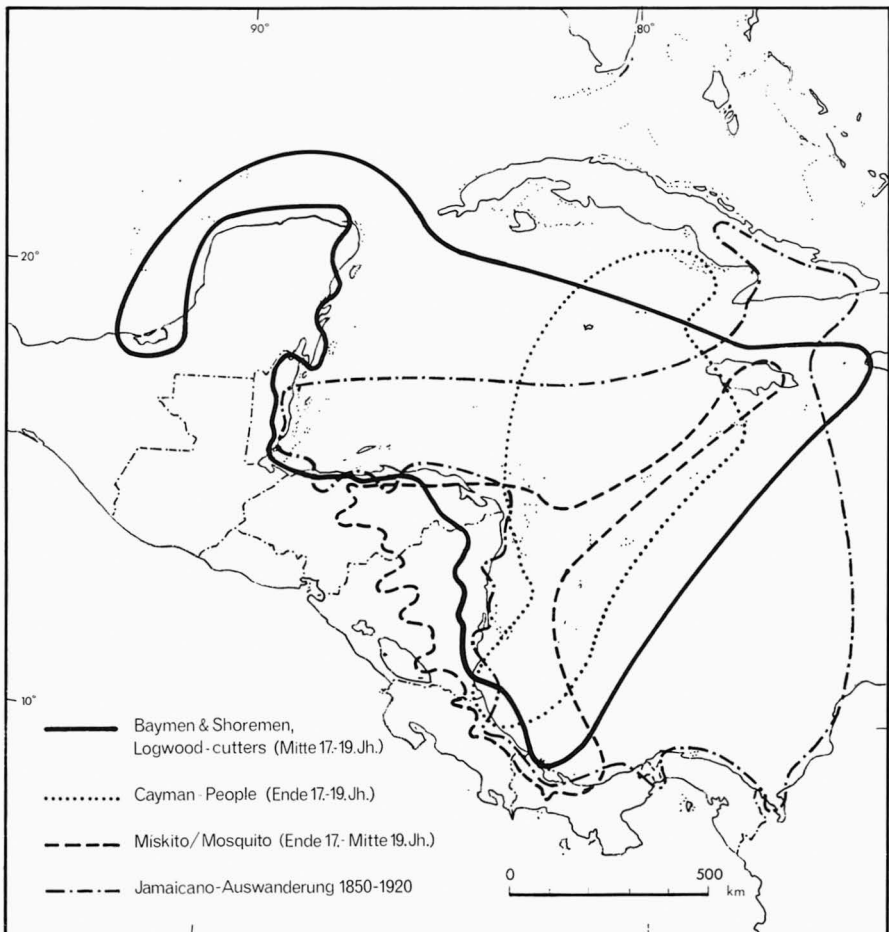 90°
80°
20°
10°
Baymen & Shoremen,
Logwood-cutters (Mitte 17.-19. Jh.)
Cayman-People (Ende 17.-19. Jh.)
Miskito/Mosquito (Ende 17.- Mitte 19. Jh.)
Jamaicano-Auswanderung 1850-1920
0 500
km